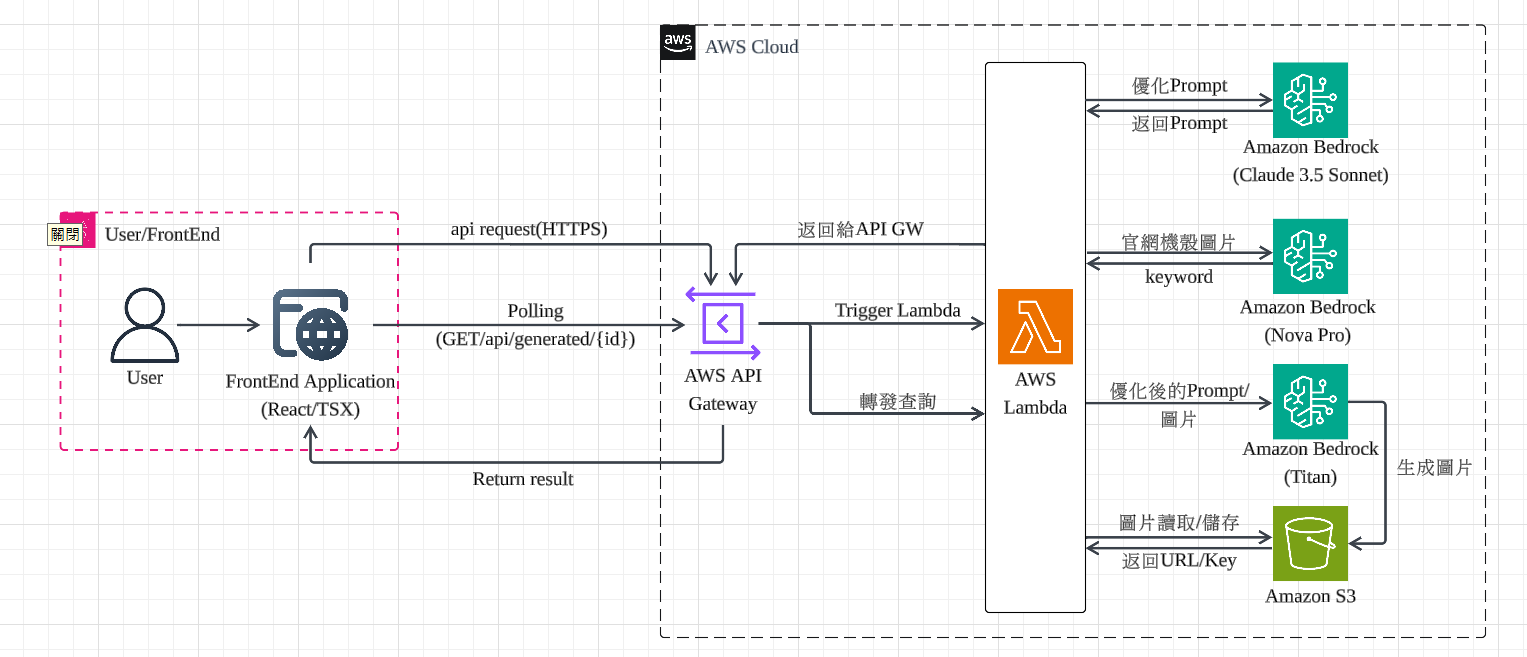 aws
AWS Cloud
優化Prompt
返回Prompt
Amazon Bedrock
(Claude 3.5 Sonnet)
關閉
User/FrontEnd
api request(HTTPS)
返回給API GW
官網機殼圖片
keyword
Amazon Bedrock
(Nova Pro)
Polling
(GET/api/generated/{id})
Trigger Lambda
User
FrontEnd Application
(React/TSX)
AWS API
Gateway
AWS
Lambda
轉發查詢
優化後的Prompt/
圖片
Amazon Bedrock
(Titan)
生成圖片
Return result
圖片讀取/儲存
返回URL/Key
Amazon S3